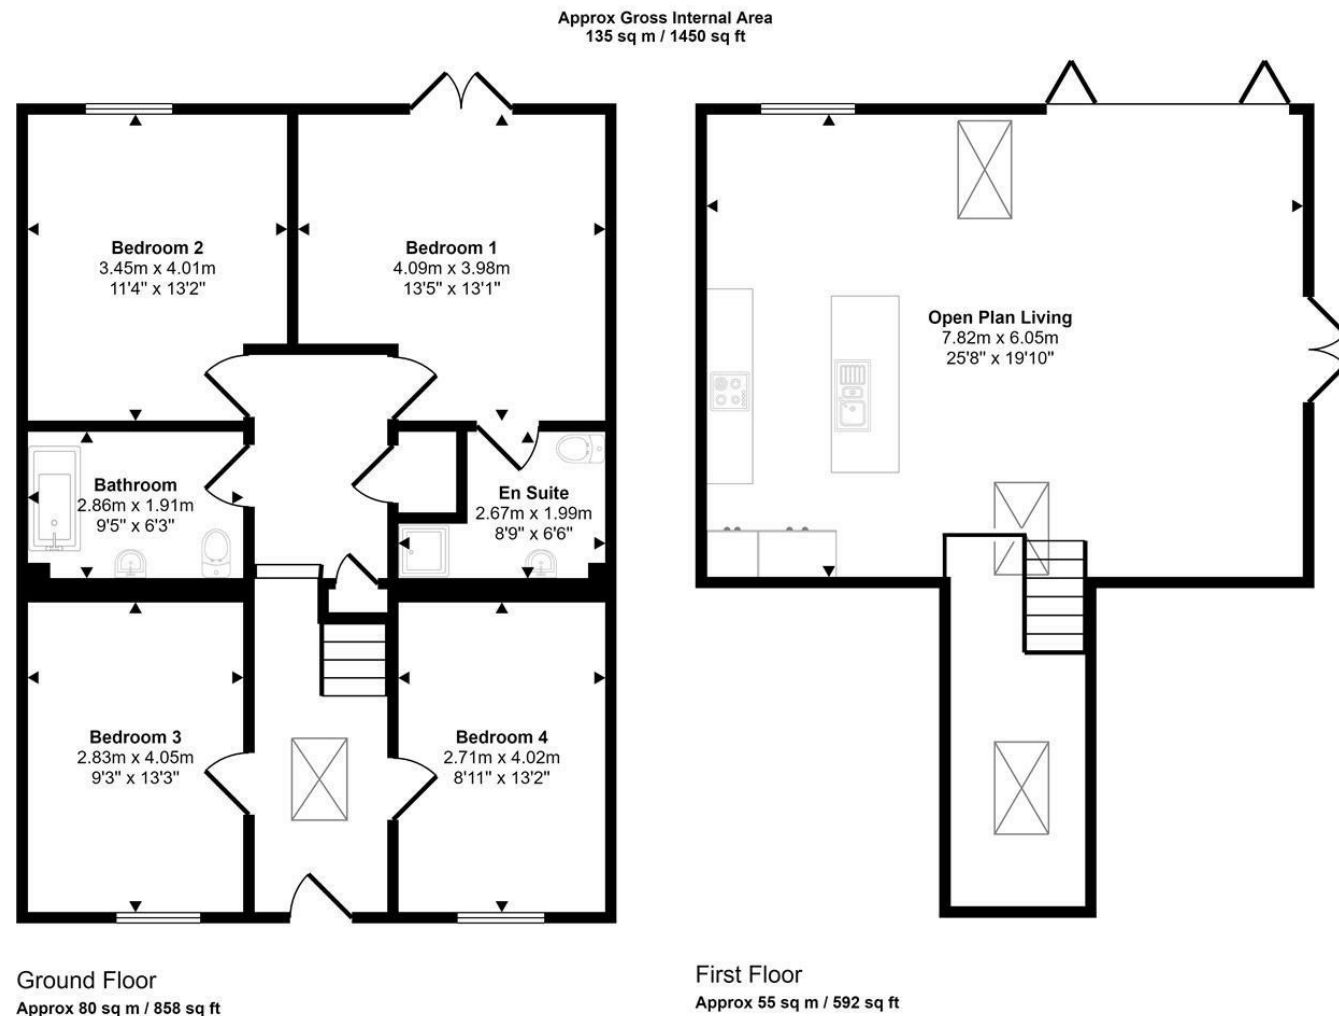 Approx Gross Internal Area
135 sq m / 1450 sq ft
Bedroom 2
3.45m x 4.01m
11'4" x 13'2"
Bedroom 1
4.09m x 3.98m
13'5" x 13'1"
Bathroom
2.86m x 1.91m
9'5" x 6'3"
En Suite
2.67m x 1.99m
8'9" x 6'6"
Bedroom 3
2.83m x 4.05m
9'3" x 13'3"
Bedroom 4
2.71m x 4.02m
8'11" x 13'2"
Ground Floor
Approx 80 sq m / 858 sq ft
Open Plan Living
7.82m x 6.05m
25'8" x 19'10"
First Floor
Approx 55 sq m / 592 sq ft